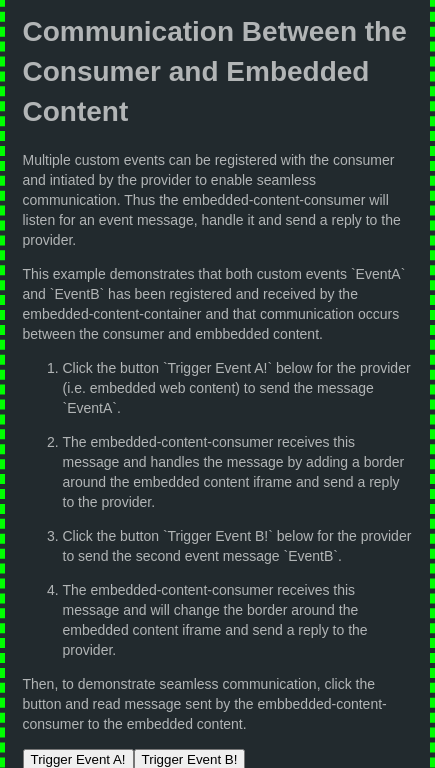 Communication Between the
Consumer and Embedded
Content
Multiple custom events can be registered with the consumer
and intiated by the provider to enable seamless
communication. Thus the embedded-content-consumer will
listen for an event message, handle it and send a reply to the
provider.
This example demonstrates that both custom events `EventA`
and `EventB` has been registered and received by the
embedded-content-container and that communication occurs
between the consumer and embbedded content.
1. Click the button `Trigger Event A!` below for the provider
(i.e. embedded web content) to send the message
`EventA`.
2. The embedded-content-consumer receives this
message and handles the message by adding a border
around the embedded content iframe and send a reply
to the provider.
3. Click the button `Trigger Event B!` below for the provider
to send the second event message `EventB`.
4. The embedded-content-consumer receives this
message and will change the border around the
embedded content iframe and send a reply to the
provider.
Then, to demonstrate seamless communication, click the
button and read message sent by the embbedded-content-
consumer to the embedded content.
Trigger Event A! Trigger Event B!